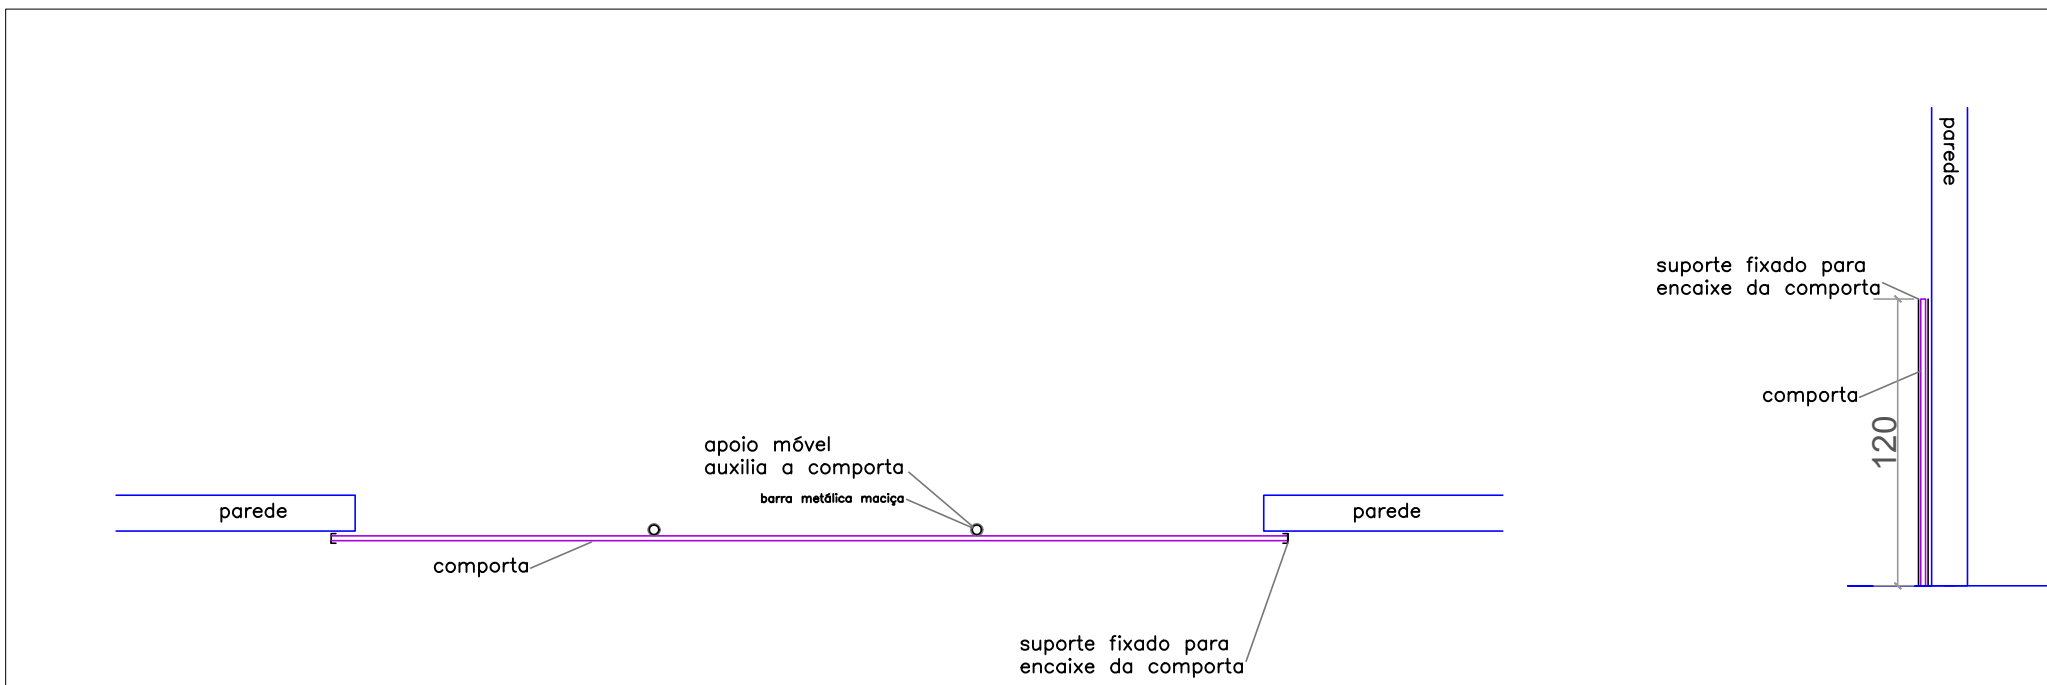 apoio móvel
auxilia a comporta
barra metálica maciça
parede
parede
comporta
suporte fixado para
encaixe da comporta
parede
suporte fixado para
encaixe da comporta
comporta
120